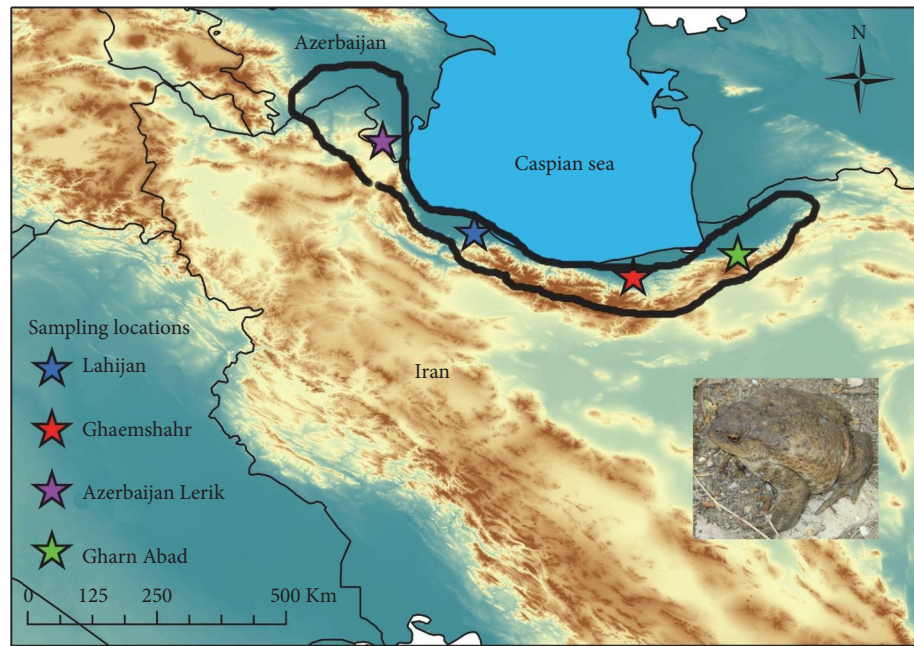 Azerbaijan
N
Caspian sea
Sampling locations
Lahijan
Iran
Ghaemshahr
Azerbaijan Lerik
Gharn Abad
0 125 250 500 Km